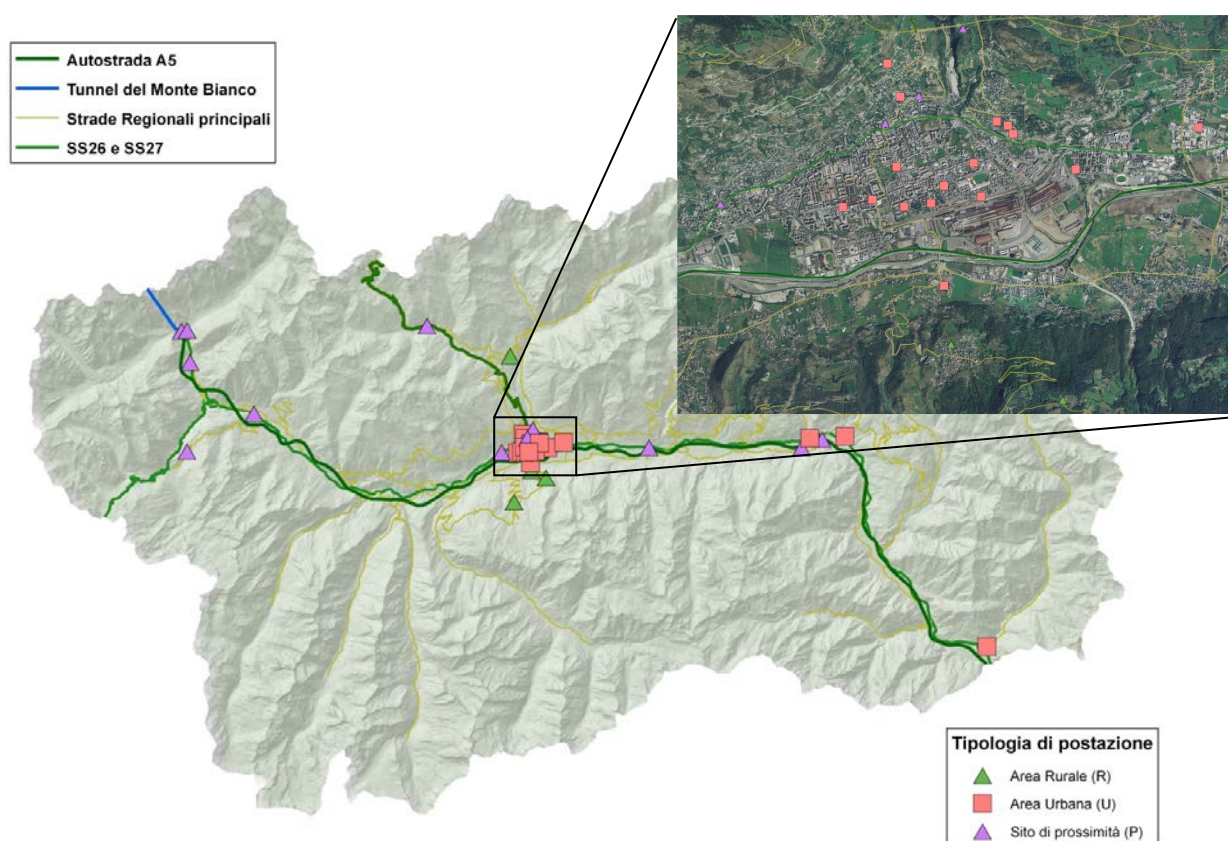 Autostrada A5
Tunnel del Monte Bianco
Strade Regionali principali
SS26 e SS27
Tipologia di postazione
Area Rurale (R)
Area Urbana (U)
Sito di prossimità (P)